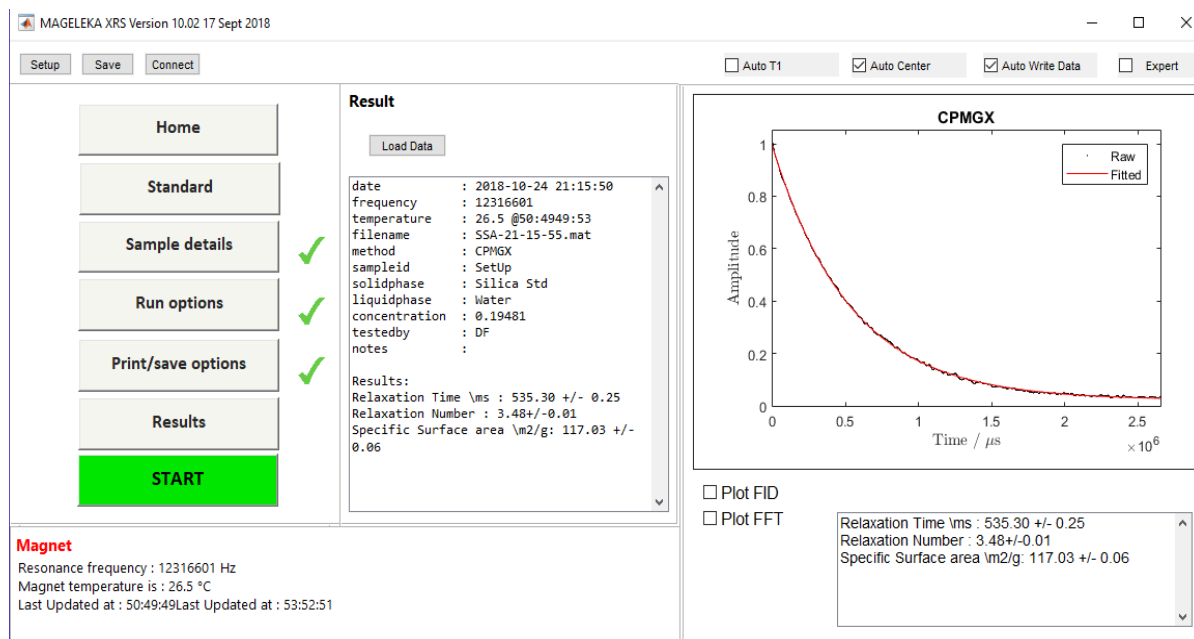 MAGELEKA XRS Version 10.02 17 Sept 2018
Setup Save Connect
Auto T1 Auto Center Auto Write Data Expert
Home
Standard
Sample details
Run options
Print/save options
Results
START
Result
Load Data
date : 2018-10-24 21:15:50
frequency : 12316601
temperature : 26.5 @50:4949:53
filename : SSA-21-15-55.mat
method : CPMGX
sampleid : SetUp
solidphase : Silica Std
liquidphase : Water
concentration : 0.19481
testedby : DF
notes :
Results:
Relaxation Time \ms : 535.30 +/- 0.25
Relaxation Number : 3.48+/-0.01
Specific Surface area \m2/g: 117.03 +/-
0.06
CPMGX
Raw
Fitted
Amplitude
1
0.8
0.6
0.4
0.2
0
0 0.5 1 1.5 2 2.5
Time / μs
×10⁶
Plot FID
Plot FFT
Relaxation Time \ms : 535.30 +/- 0.25
Relaxation Number : 3.48+/-0.01
Specific Surface area \m2/g: 117.03 +/- 0.06
Magnet
Resonance frequency : 12316601 Hz
Magnet temperature is : 26.5 °C
Last Updated at : 50:49:49Last Updated at : 53:52:51